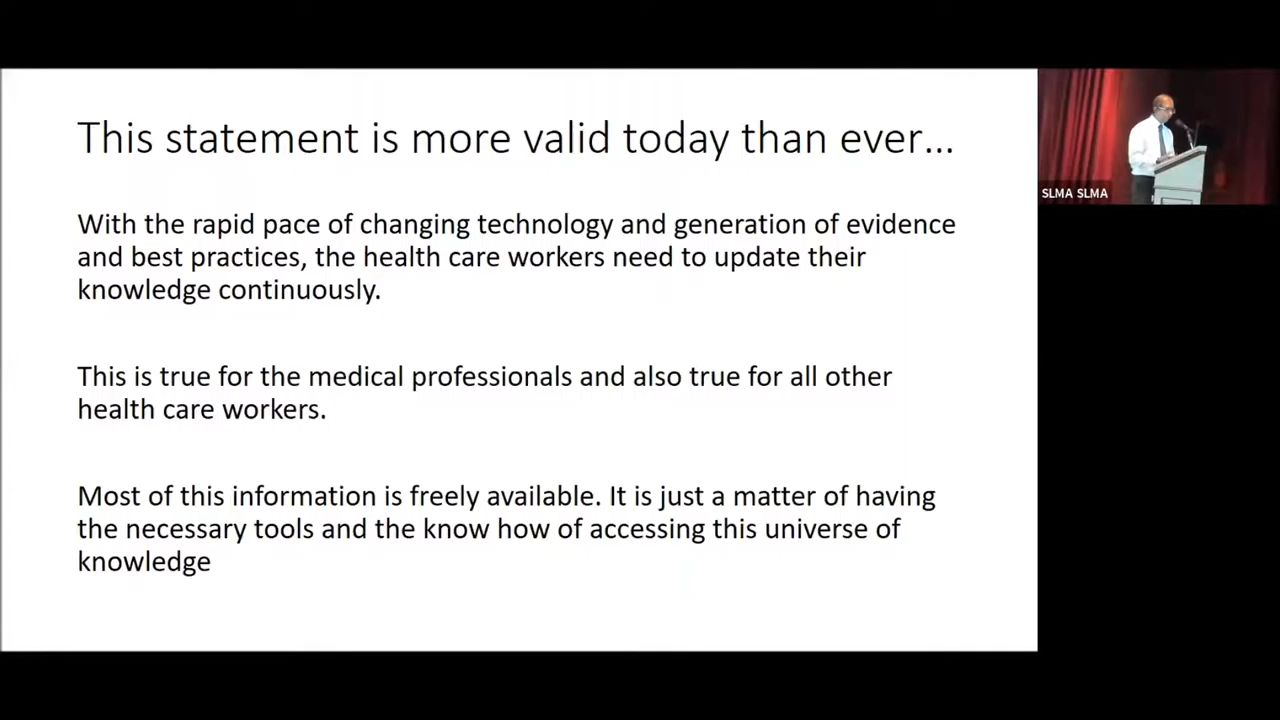 This statement is more valid today than ever...
With the rapid pace of changing technology and generation of evidence
and best practices, the health care workers need to update their
knowledge continuously.
This is true for the medical professionals and also true for all other
health care workers.
Most of this information is freely available. It is just a matter of having
the necessary tools and the know how of accessing this universe of
knowledge
SLMA SLMA